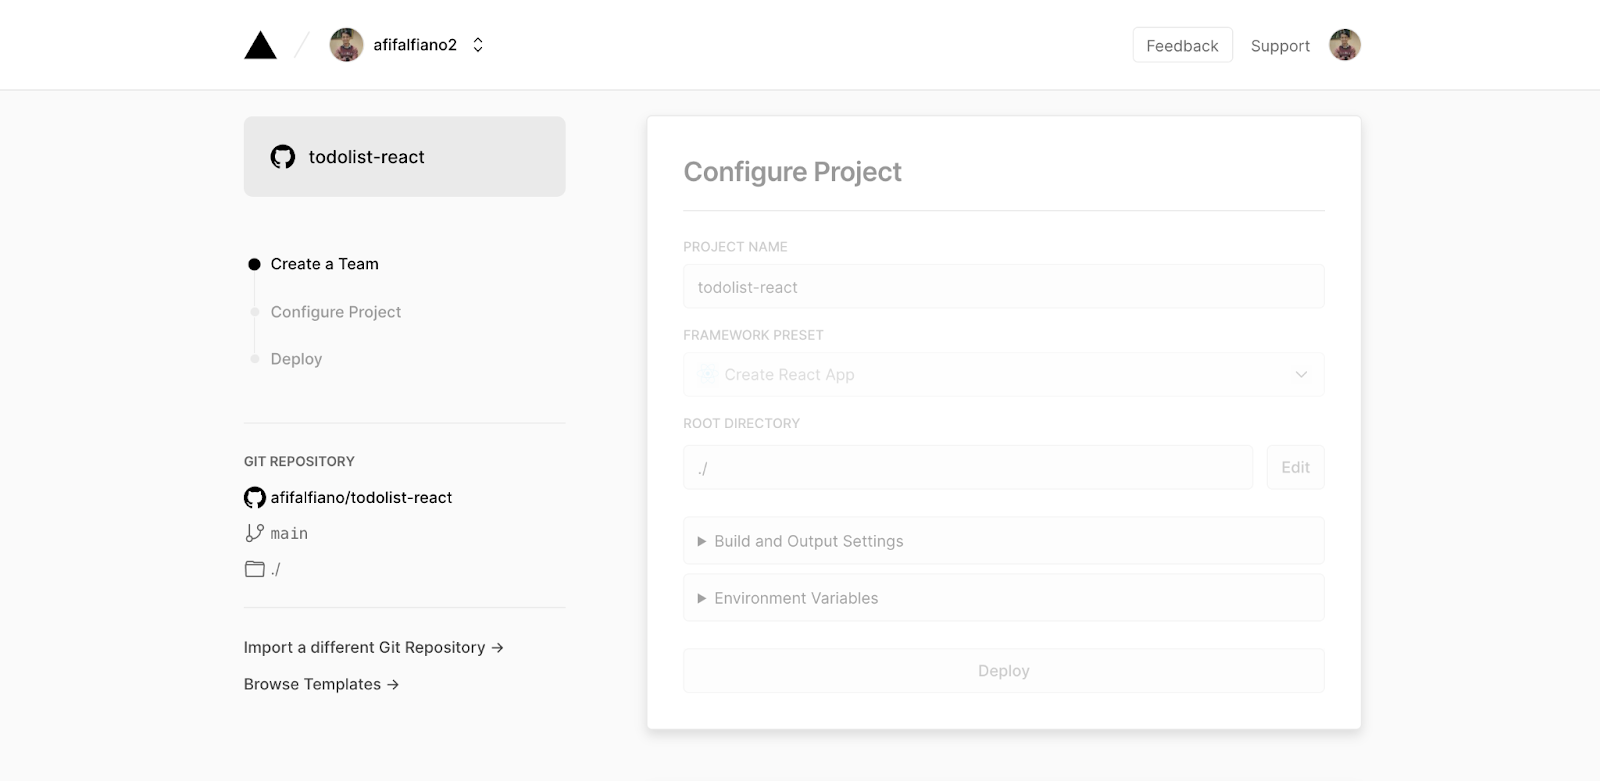 afifalfiano2
Feedback
Support
todolist-react
Create a Team
Configure Project
Deploy
GIT REPOSITORY
afifalfiano/todolist-react
main
./
Import a different Git Repository →
Browse Templates →
Configure Project
PROJECT NAME
todolist-react
FRAMEWORK PRESET
Create React App
ROOT DIRECTORY
./
Edit
Build and Output Settings
Environment Variables
Deploy